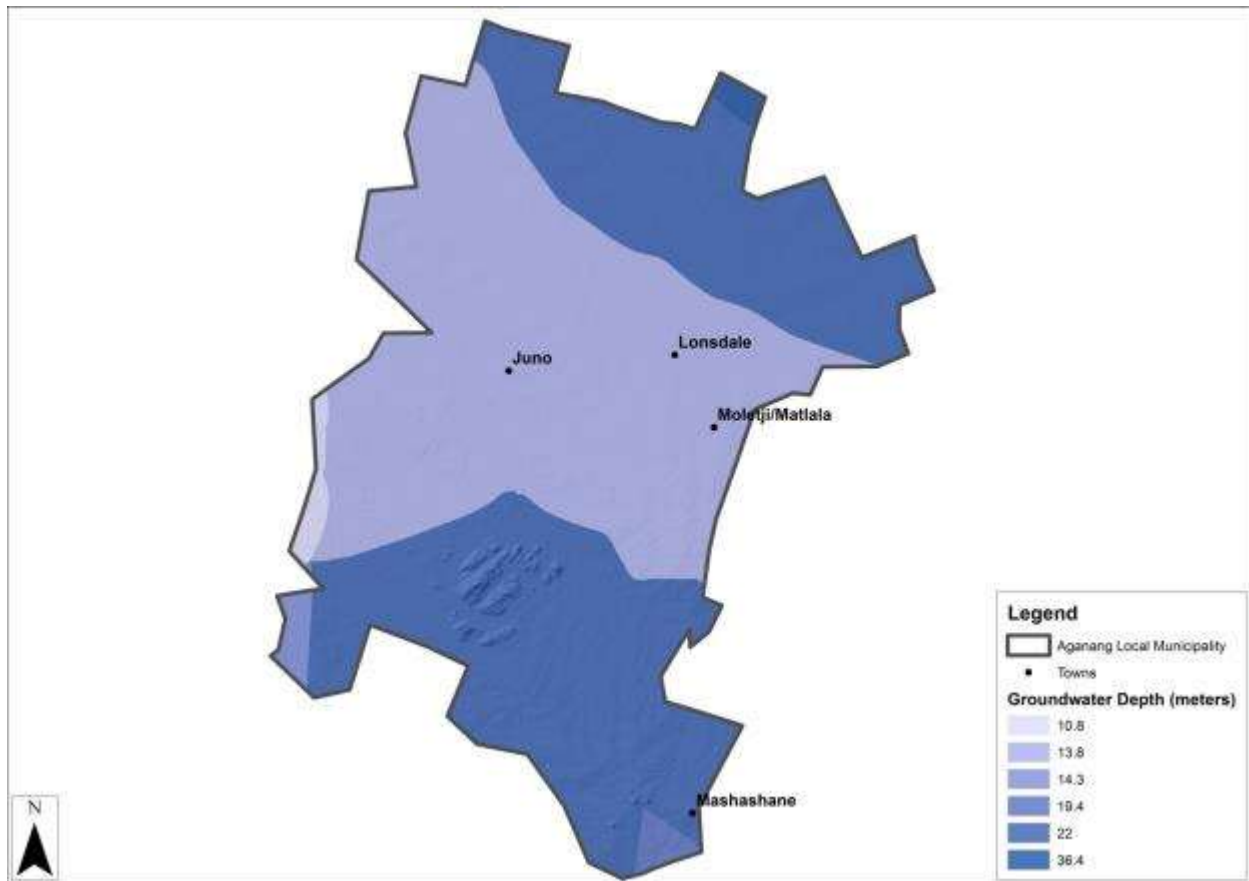 Lonsdale
Juno
Moletji/Matlala
Mashashane
N
Legend
Aganang Local Municipality
Towns
Groundwater Depth (meters)
10.8
13.8
14.3
19.4
22
36.4